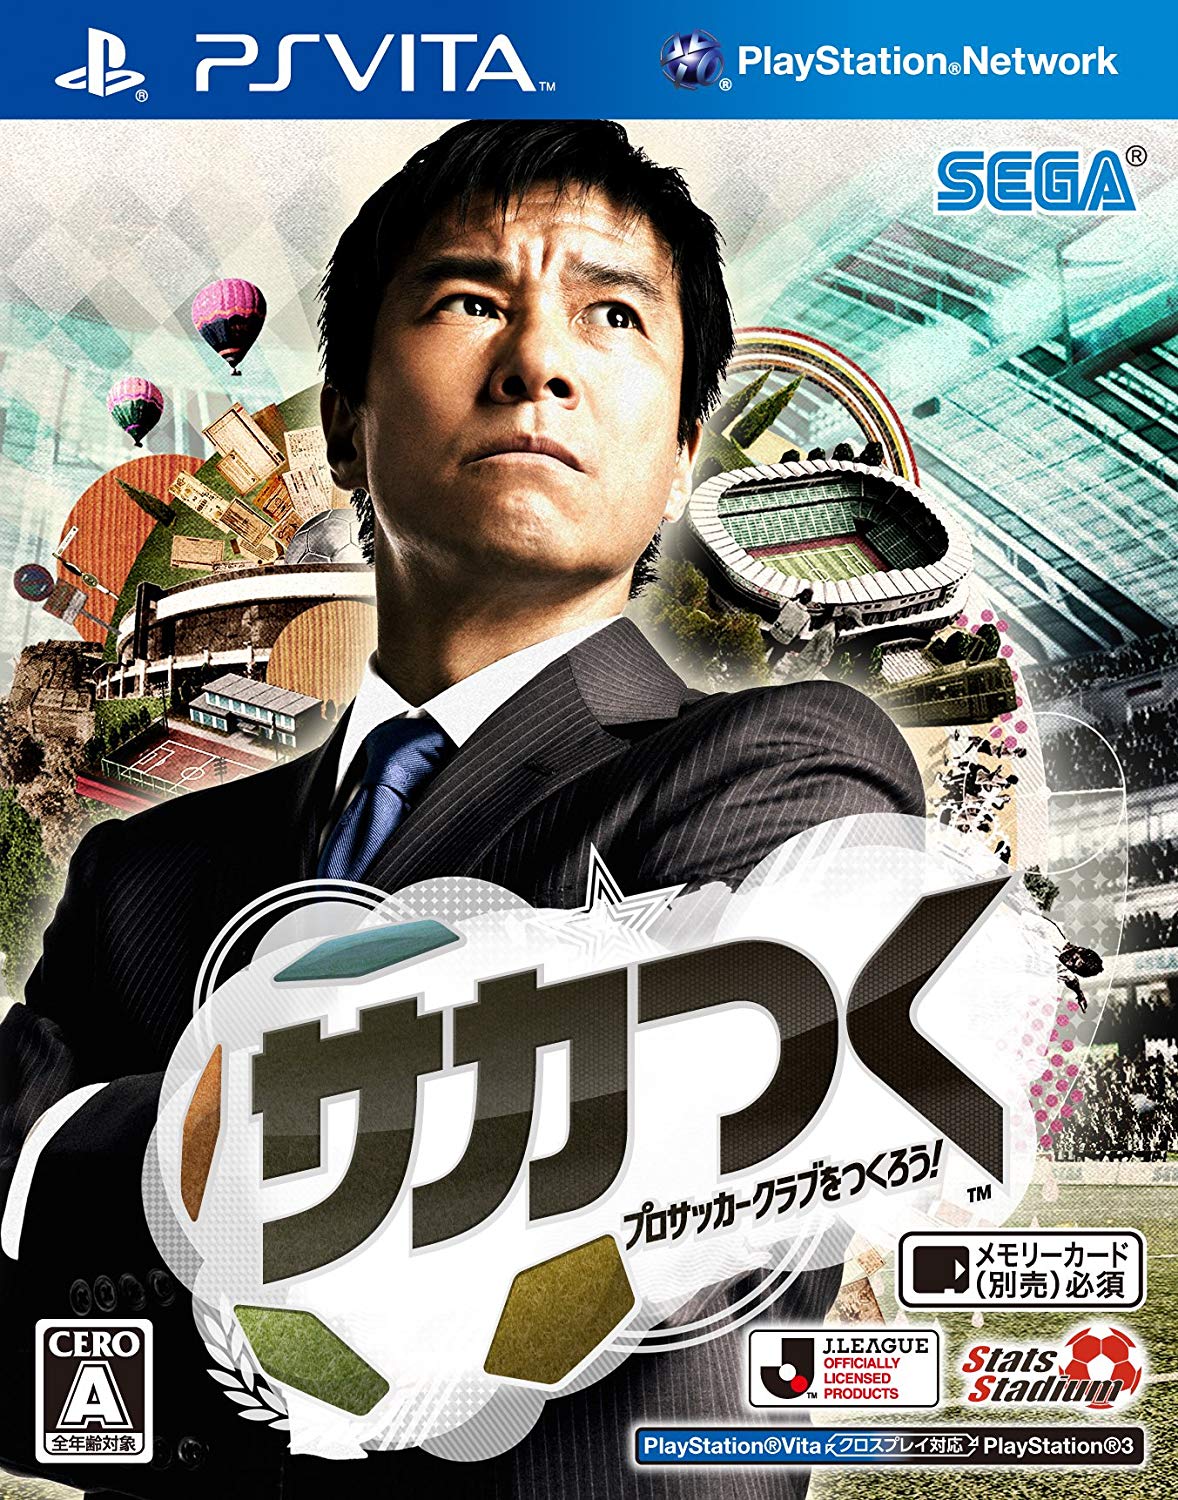 PSVITA™
PlayStation®Network
SEGA®
サカつく™
プロサッカークラブをつくろう!
メモリーカード
(別売)必須
CERO
A
全年齢対象
J.LEAGUE
OFFICIALLY
LICENSED
PRODUCTS
™
Stats
Stadium
PlayStation®Vita クロスプレイ対応 PlayStation®3